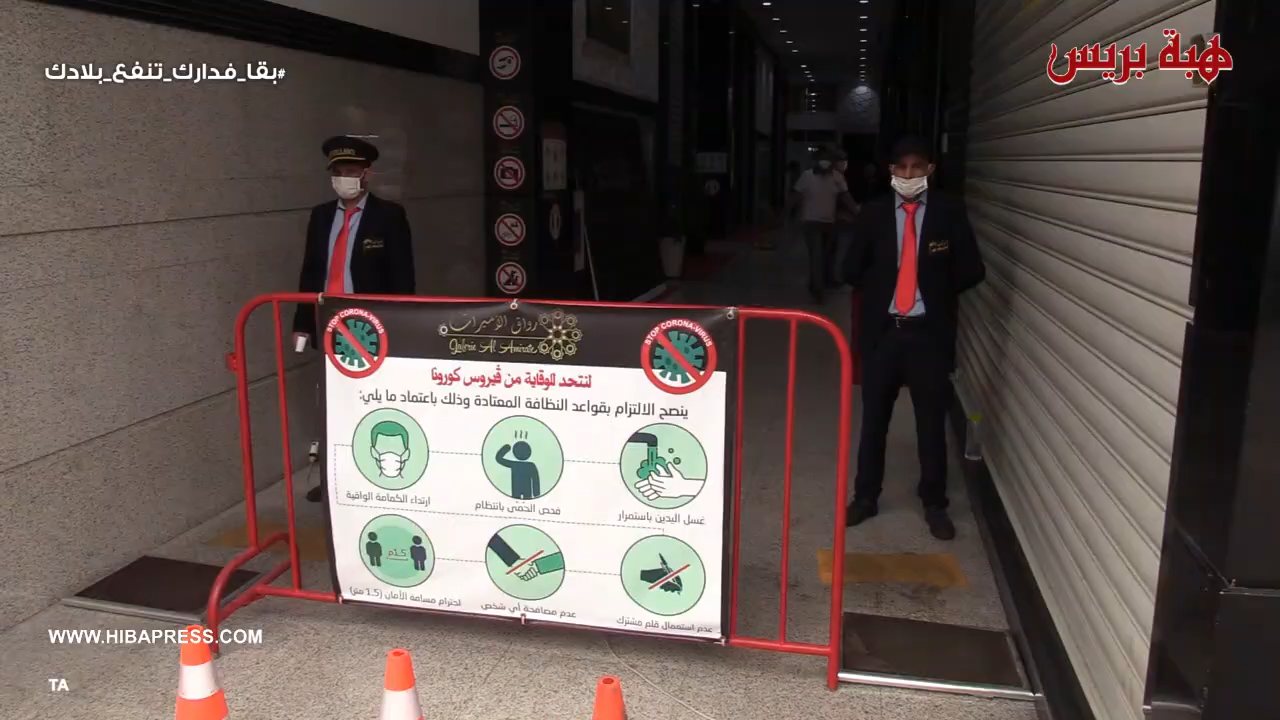 #بقا_فدارك_تنفع_بلادك
هبة بريس
STOP CORONA-VIRUS
رواق الأميرات
Galerie Al Amirate
STOP CORONA-VIRUS
لنتحد للوقاية من ڤيروس كورونا
ينصح الالتزام بقواعد النظافة المعتادة وذلك باعتماد ما يلي:
غسل اليدين باستمرار
فحص الحمى بانتظام
ارتداء الكمامة الواقية
1.5م
عدم استعمال قلم مشترك
عدم مصافحة أي شخص
احترام مسافة الأمان (1.5 متر)
WWW.HIBAPRESS.COM
TA